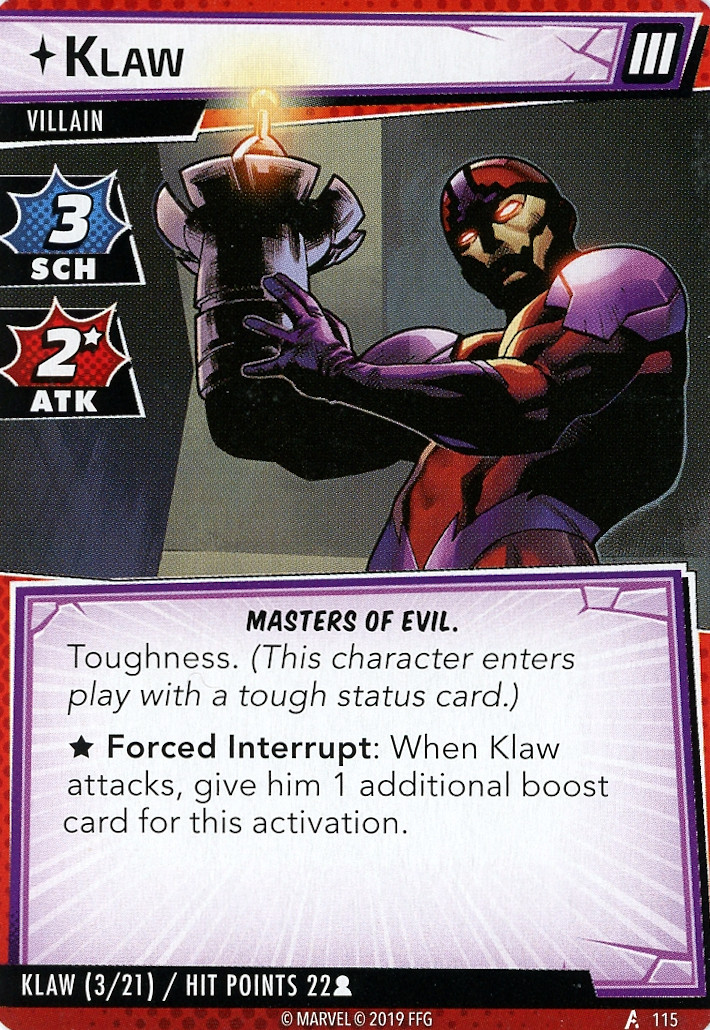 KLAW
III
VILLAIN
3
SCH
2
ATK
MASTERS OF EVIL.
Toughness. (This character enters
play with a tough status card.)
★ Forced Interrupt: When Klaw
attacks, give him 1 additional boost
card for this activation.
KLAW (3/21) / HIT POINTS 22
© MARVEL © 2019 FFG
115